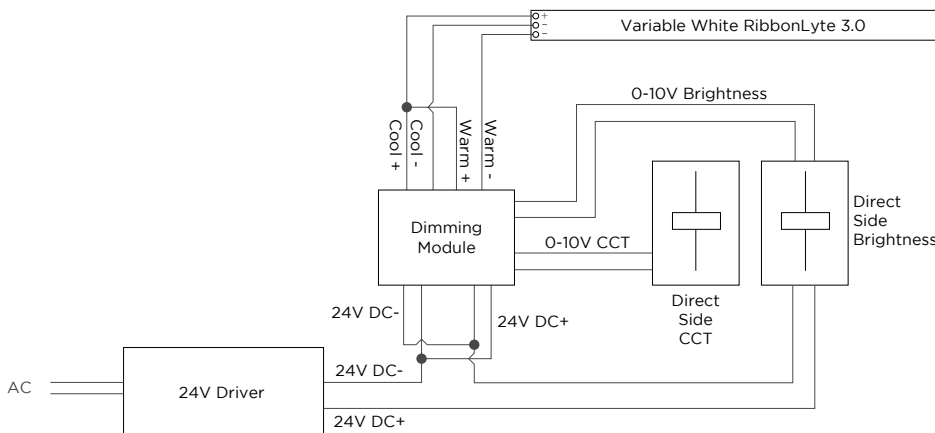 +
−
−
Variable White RibbonLyte 3.0
0-10V Brightness
Cool +
Cool -
Warm +
Warm -
Direct
Side
Brightness
Dimming
Module
0-10V CCT
Direct
Side
CCT
24V DC-
24V DC+
24V DC-
AC
24V Driver
24V DC+